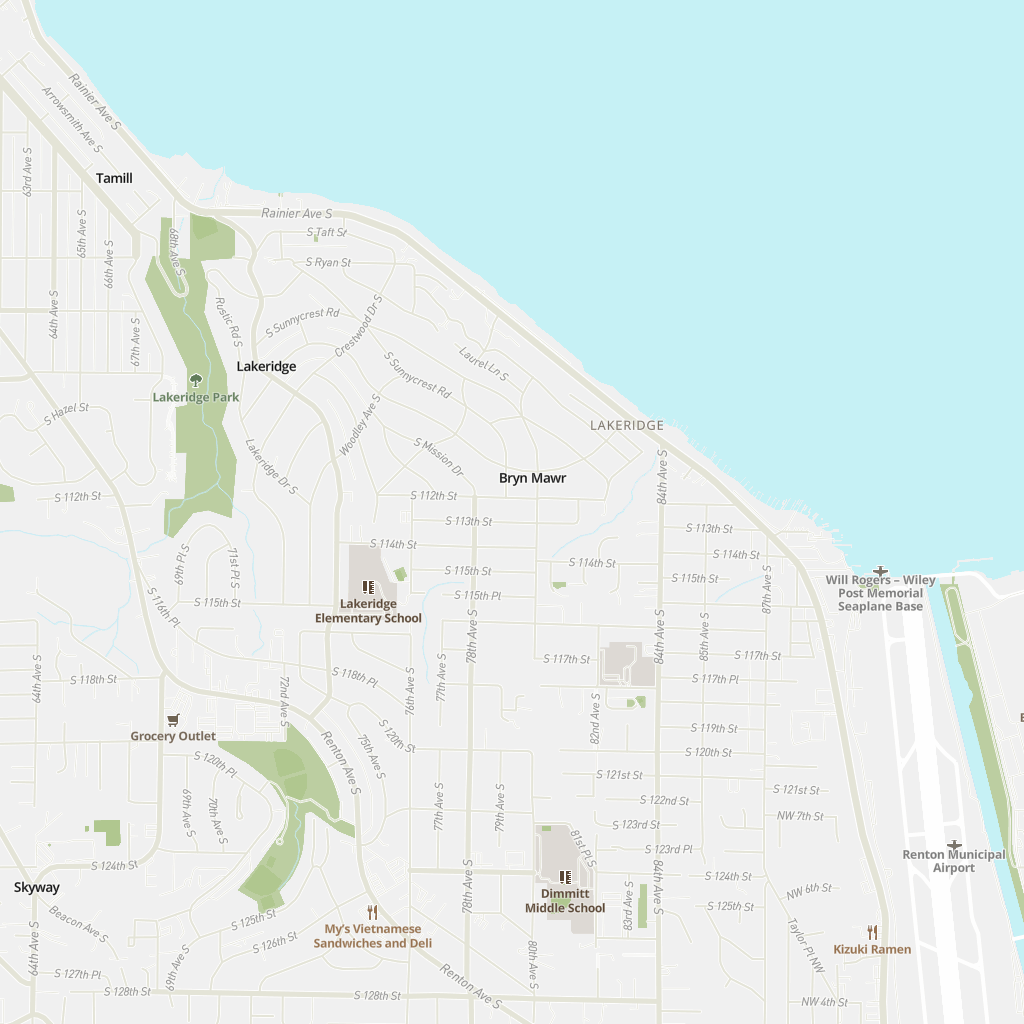 Rainier Ave S
Arrowsmith Ave S
Tamill
63rd Ave S
65th Ave S
66th Ave S
68th Ave S
Rainier Ave S
S Taft St
S Ryan St
64th Ave S
67th Ave S
Rustic Rd S
S Sunnycrest Rd
Crestwood Dr S
Lakeridge
Laurel Ln S
S Sunnycrest Rd
Lakeridge Park
S Hazel St
Woodley Ave S
LAKERIDGE
Lakeridge Dr S
S Mission Dr
Bryn Mawr
84th Ave S
S 112th St
S 112th St
S 113th St
S 113th St
S 114th St
S 114th St
S 114th St
69th Pl S
71st Pl S
S 115th St
S 115th St
87th Ave S
Will Rogers – Wiley
Post Memorial
Seaplane Base
S 116th Pl
S 115th St
Lakeridge
Elementary School
S 115th Pl
78th Ave S
84th Ave S
85th Ave S
S 117th St
S 117th St
64th Ave S
S 118th St
72nd Ave S
S 118th Pl
76th Ave S
77th Ave S
S 117th Pl
82nd Ave S
Grocery Outlet
Renton Ave S
75th Ave S
S 120th St
S 119th St
S 120th St
S 120th Pl
69th Ave S
70th Ave S
77th Ave S
79th Ave S
S 121st St
S 121st St
S 122nd St
NW 7th St
S 123rd St
81st Pl S
S 123rd Pl
Renton Municipal
Airport
S 124th St
Skyway
78th Ave S
Dimmitt
Middle School
83rd Ave S
84th Ave S
S 124th St
NW 6th St
S 125th St
Beacon Ave S
S 125th St
S 126th St
My's Vietnamese
Sandwiches and Deli
Taylor Pl NW
Kizuki Ramen
64th Ave S
S 127th Pl
69th Ave S
80th Ave S
S 128th St
S 128th St
Renton Ave S
NW 4th St